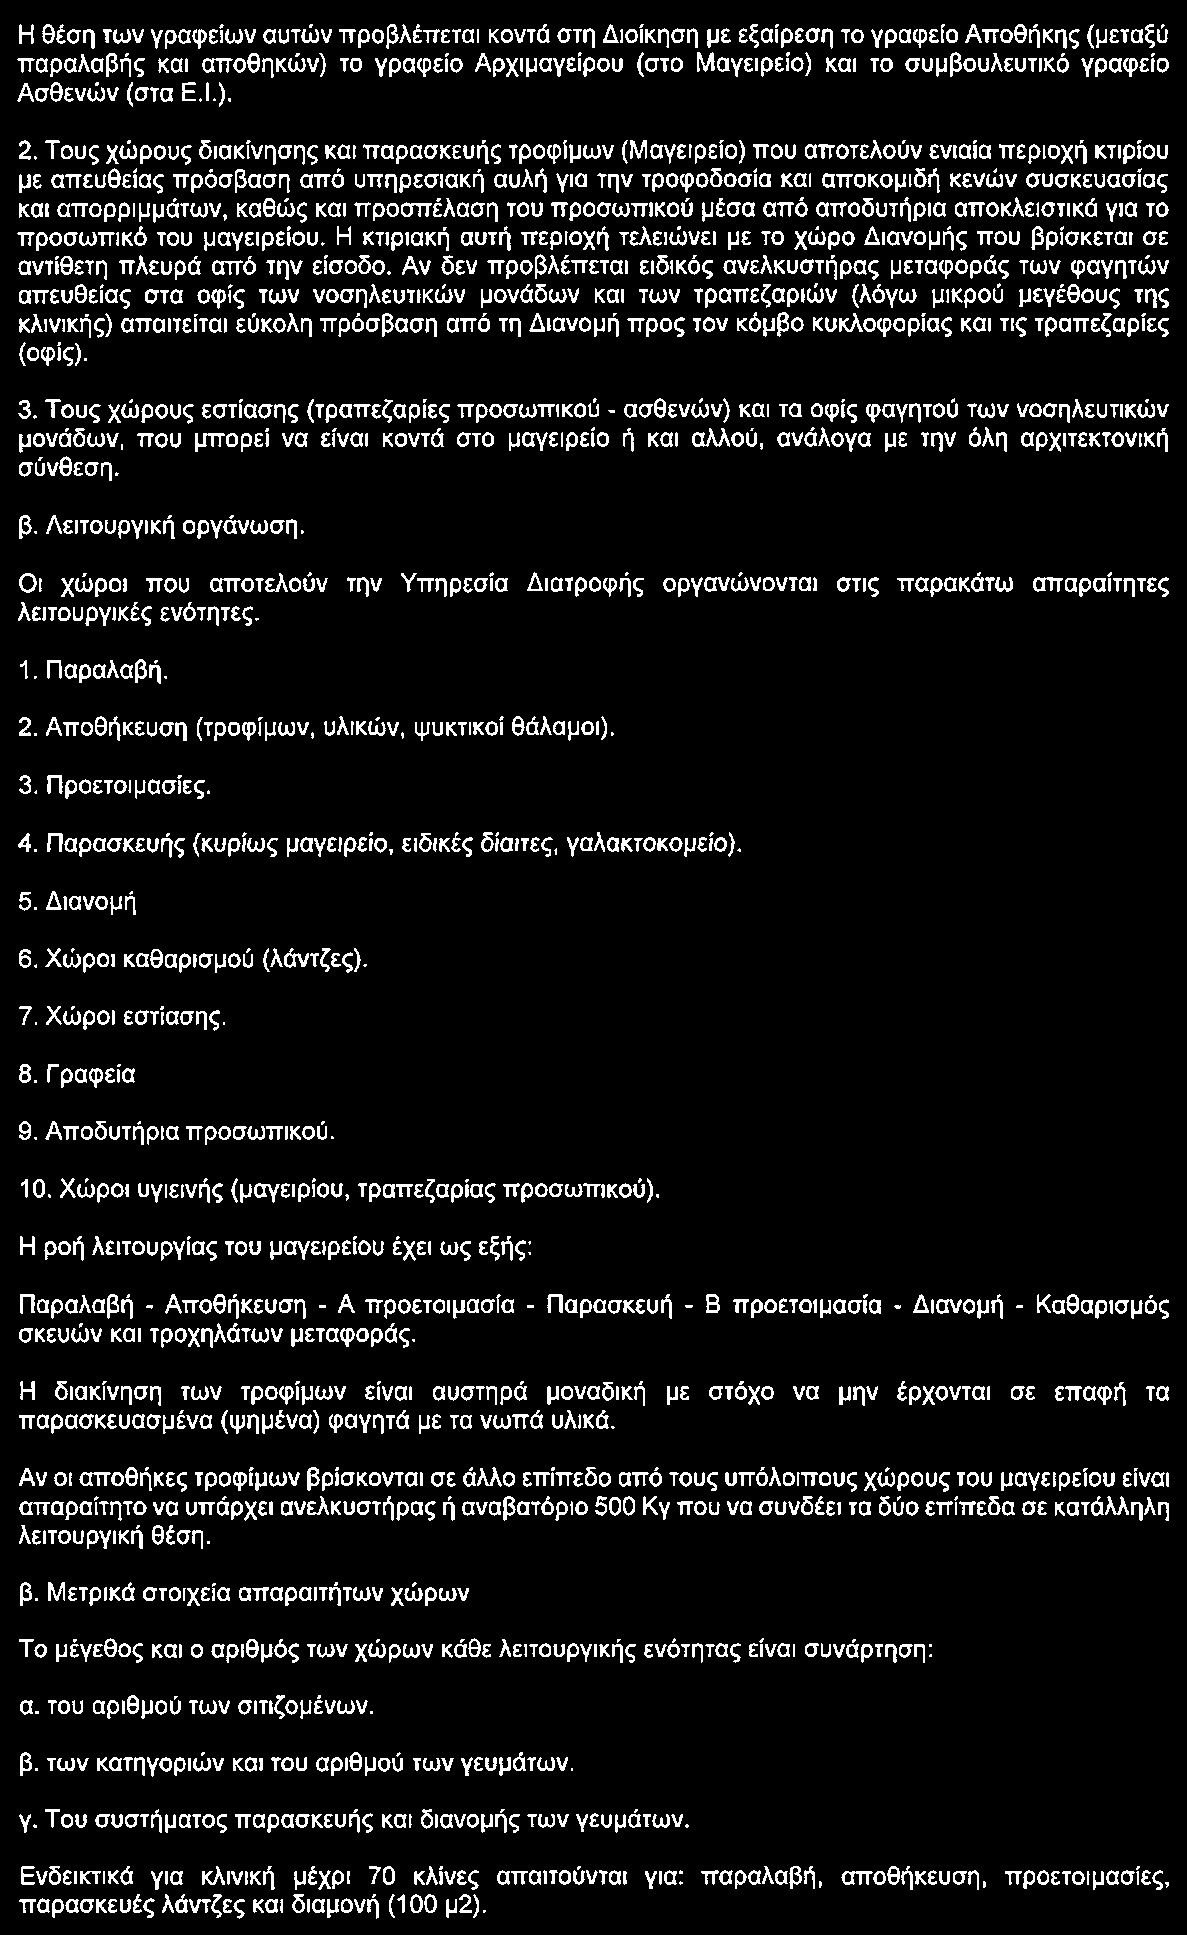 Η θέση των γραφείων αυτών προβλέπεται κοντά στη Διοίκηση με εξαίρεση το γραφείο Αποθήκης (μεταξύ
παραλαβής και αποθηκών) το γραφείο Αρχιμαγείρου (στο Μαγειρείο) και το συμβουλευτικό γραφείο
Ασθενών (στα Ε.Ι.).
2. Τους χώρους διακίνησης και παρασκευής τροφίμων (Μαγειρείο) που αποτελούν ενιαία περιοχή κτιρίου
με απευθείας πρόσβαση από υπηρεσιακή αυλή για την τροφοδοσία και αποκομιδή κενών συσκευασίας
και απορριμμάτων, καθώς και προσπέλαση του προσωπικού μέσα από αποδυτήρια αποκλειστικά για το
προσωπικό του μαγειρείου. Η κτιριακή αυτή περιοχή τελειώνει με το χώρο Διανομής που βρίσκεται σε
αντίθετη πλευρά από την είσοδο. Αν δεν προβλέπεται ειδικός ανελκυστήρας μεταφοράς των φαγητών
απευθείας στα οφίς των νοσηλευτικών μονάδων και των τραπεζαριών (λόγω μικρού μεγέθους της
κλινικής) απαιτείται εύκολη πρόσβαση από τη Διανομή προς τον κόμβο κυκλοφορίας και τις τραπεζαρίες
(οφίς).
3. Τους χώρους εστίασης (τραπεζαρίες προσωπικού - ασθενών) και τα οφίς φαγητού των νοσηλευτικών
μονάδων, που μπορεί να είναι κοντά στο μαγειρείο ή και αλλού, ανάλογα με την όλη αρχιτεκτονική
σύνθεση.
β. Λειτουργική οργάνωση.
Οι χώροι που αποτελούν την Υπηρεσία Διατροφής οργανώνονται στις παρακάτω απαραίτητες
λειτουργικές ενότητες.
1. Παραλαβή.
2. Αποθήκευση (τροφίμων, υλικών, ψυκτικοί θάλαμοι).
3. Προετοιμασίες.
4. Παρασκευής (κυρίως μαγειρείο, ειδικές δίαιτες, γαλακτοκομείο).
5. Διανομή
6. Χώροι καθαρισμού (λάντζες).
7. Χώροι εστίασης.
8. Γραφεία
9. Αποδυτήρια προσωπικού.
10. Χώροι υγιεινής (μαγειρίου, τραπεζαρίας προσωπικού).
Η ροή λειτουργίας του μαγειρείου έχει ως εξής:
Παραλαβή - Αποθήκευση - Α προετοιμασία - Παρασκευή - Β προετοιμασία - Διανομή - Καθαρισμός
σκευών και τροχηλάτων μεταφοράς.
Η διακίνηση των τροφίμων είναι αυστηρά μοναδική με στόχο να μην έρχονται σε επαφή τα
παρασκευασμένα (ψημένα) φαγητά με τα νωπά υλικά.
Αν οι αποθήκες τροφίμων βρίσκονται σε άλλο επίπεδο από τους υπόλοιπους χώρους του μαγειρείου είναι
απαραίτητο να υπάρχει ανελκυστήρας ή αναβατόριο 500 Κγ που να συνδέει τα δύο επίπεδα σε κατάλληλη
λειτουργική θέση.
β. Μετρικά στοιχεία απαραιτήτων χώρων
Το μέγεθος και ο αριθμός των χώρων κάθε λειτουργικής ενότητας είναι συνάρτηση:
α. του αριθμού των σιτιζομένων.
β. των κατηγοριών και του αριθμού των γευμάτων.
γ. Του συστήματος παρασκευής και διανομής των γευμάτων.
Ενδεικτικά για κλινική μέχρι 70 κλίνες απαιτούνται για: παραλαβή, αποθήκευση, προετοιμασίες,
παρασκευές λάντζες και διαμονή (100 μ2).